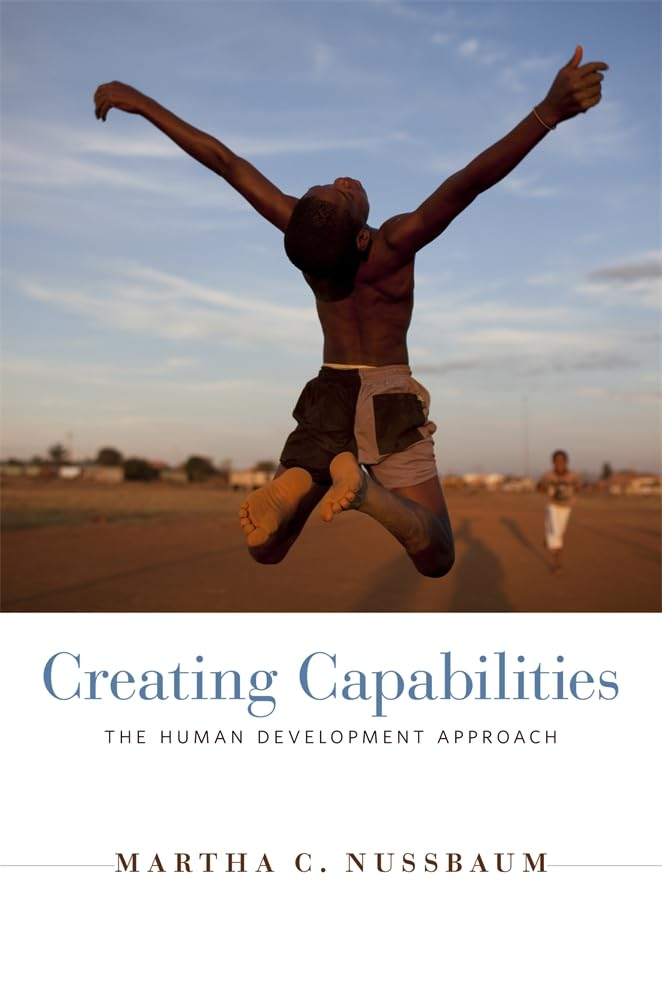 Creating Capabilities
THE HUMAN DEVELOPMENT APPROACH
MARTHA C. NUSSBAUM